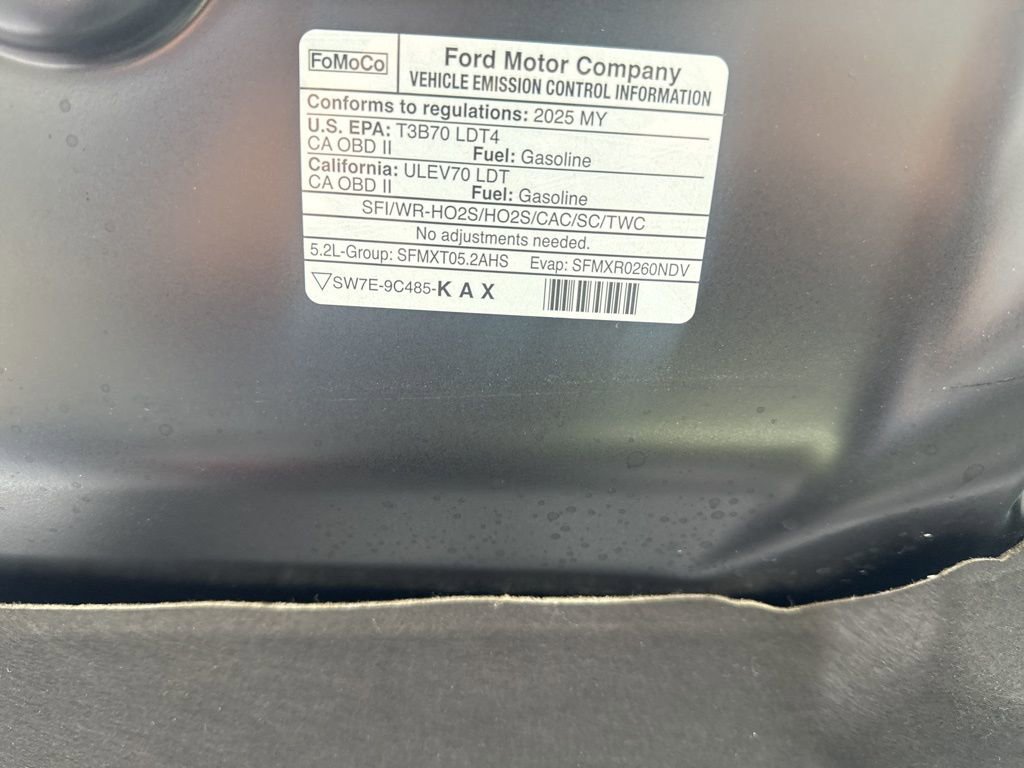 FoMoCo
Ford Motor Company
VEHICLE EMISSION CONTROL INFORMATION
Conforms to regulations: 2025 MY
U.S. EPA: T3B70 LDT4
CA OBD II Fuel: Gasoline
California: ULEV70 LDT
CA OBD II Fuel: Gasoline
SFI/WR-HO2S/HO2S/CAC/SC/TWC
No adjustments needed.
5.2L-Group: SFMXT05.2AHS Evap: SFMXR0260NDV
▽SW7E-9C485-K A X